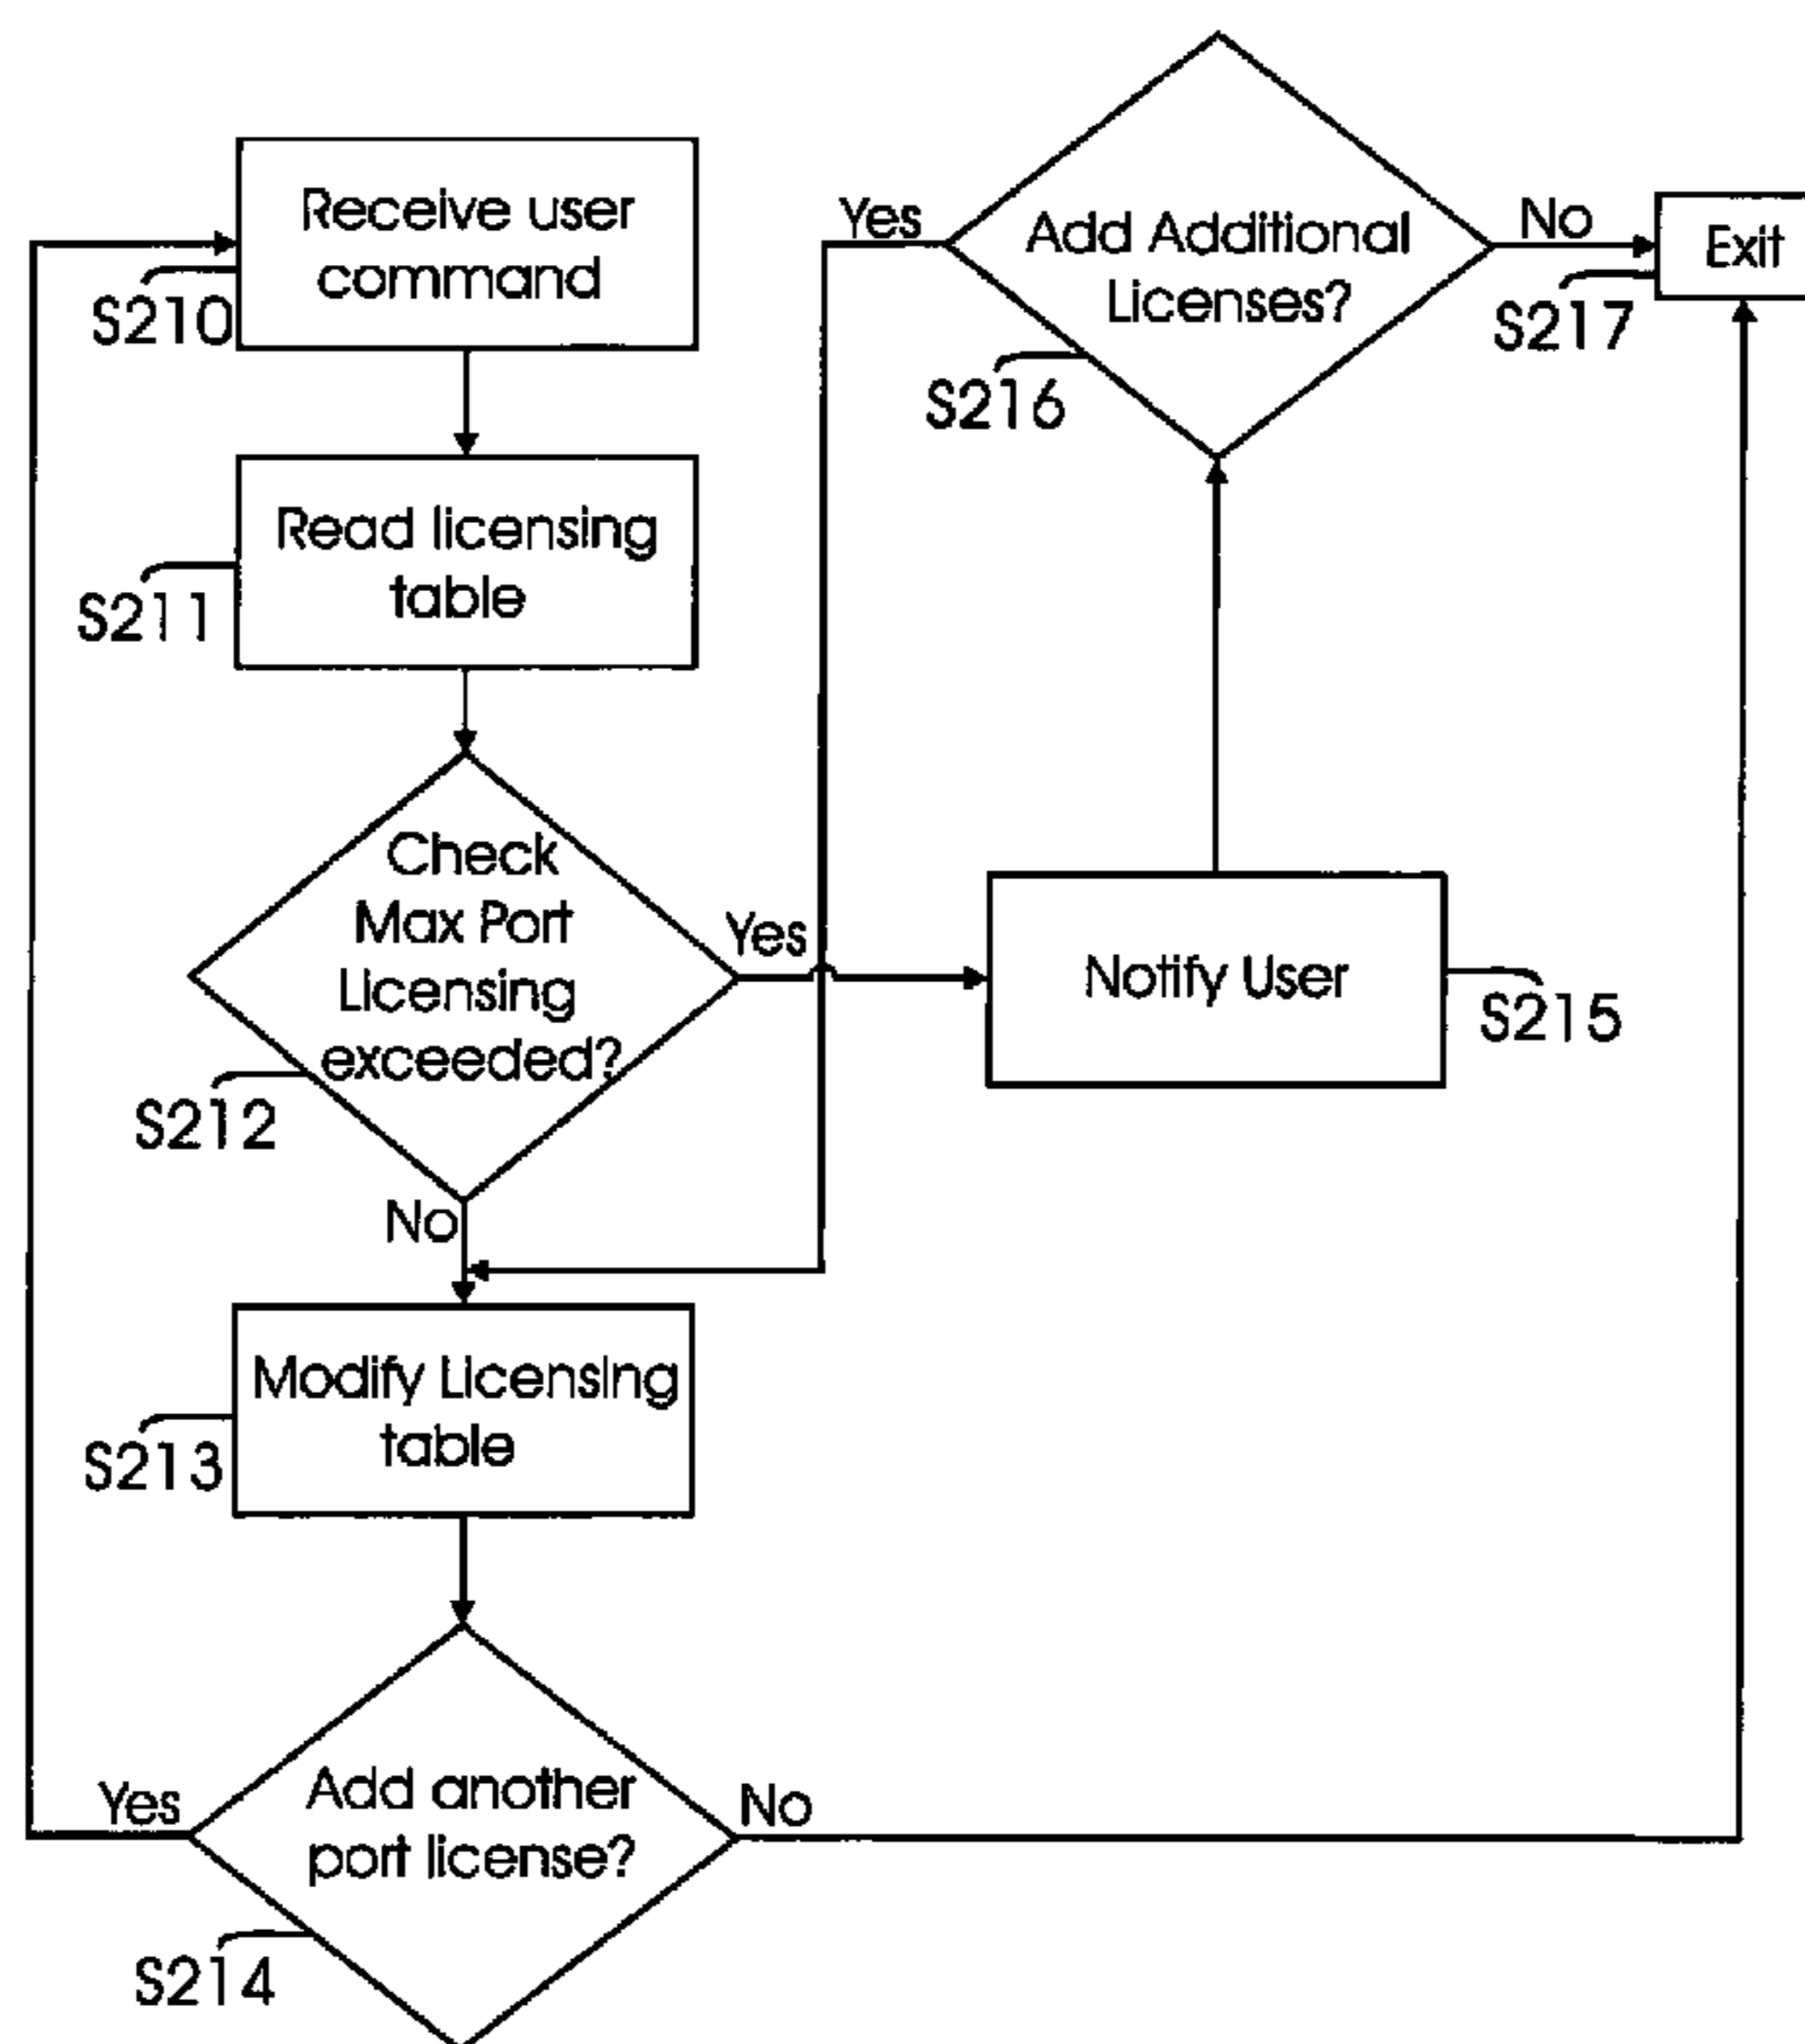 Receive user
command
S210
Read licensing
table
S211
Check
Max Port
Licensing
exceeded?
Yes
S212
No
Modify Licensing
table
S213
Add another
port license?
Yes
No
S214
Notify User
S215
Add Additional
Licenses?
Yes
No
S216
Exit
S217